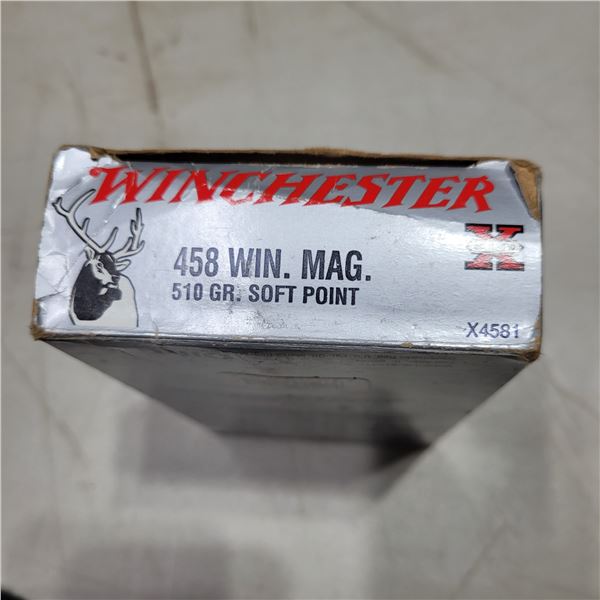 WINCHESTER
X
458 WIN. MAG.
510 GR. SOFT POINT
X4581